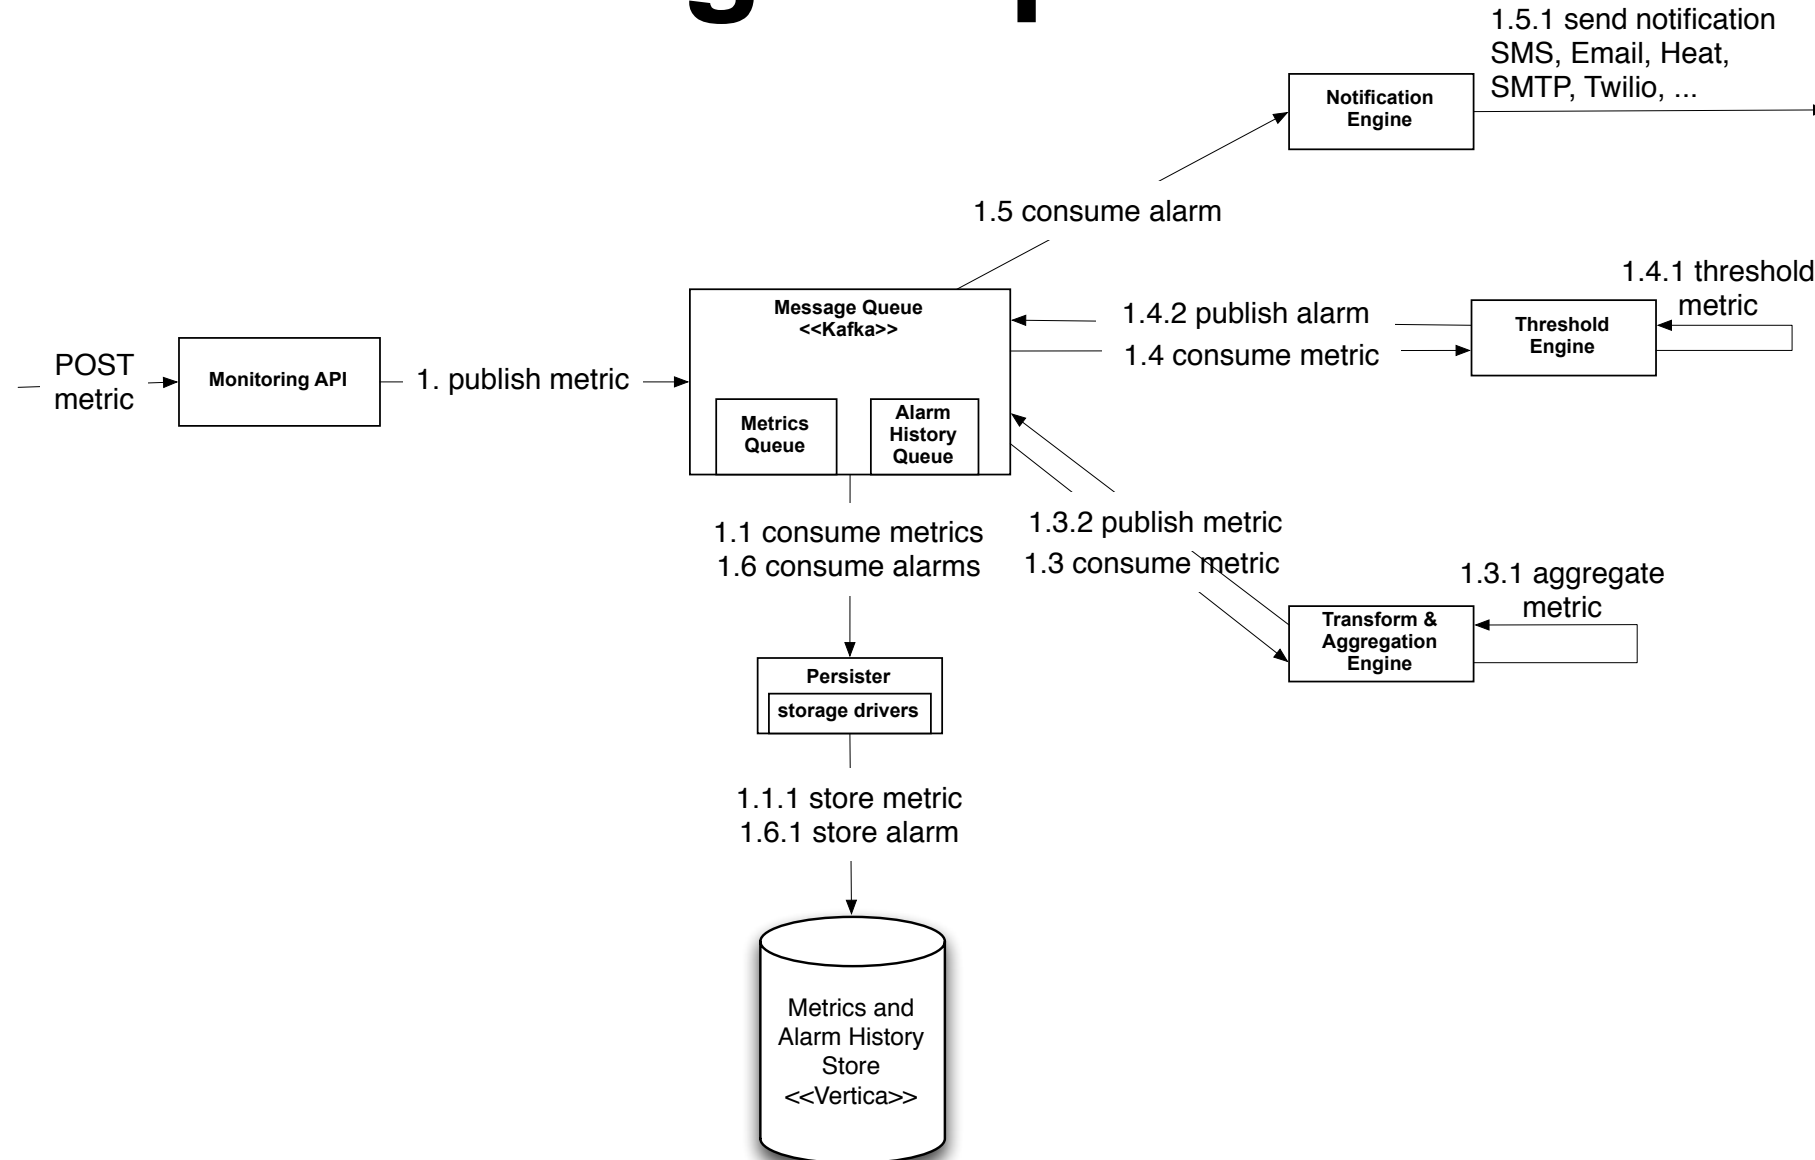 1.5.1 send notification
SMS, Email, Heat,
SMTP, Twilio, ...
Notification
Engine
1.5 consume alarm
1.4.1 threshold
metric
Message Queue
<<Kafka>>
1.4.2 publish alarm
1.4 consume metric
Threshold
Engine
POST
metric
Monitoring API
1. publish metric
Metrics
Queue
Alarm
History
Queue
1.1 consume metrics
1.6 consume alarms
1.3.2 publish metric
1.3 consume metric
1.3.1 aggregate
metric
Transform &
Aggregation
Engine
Persister
storage drivers
1.1.1 store metric
1.6.1 store alarm
Metrics and
Alarm History
Store
<<Vertica>>